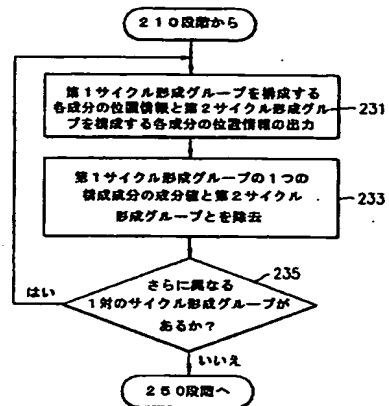 210段階から
第1サイクル形成グループを構成する
各成分の位置情報と第2サイクル形成グル
ープを構成する各成分の位置情報の出力
231
第1サイクル形成グループの1つの
構成成分の成分値と第2サイクル
形成グループとを除去
233
235
さらに異なる
1対のサイクル形成グループが
あるか?
はい
いいえ
250段階へ